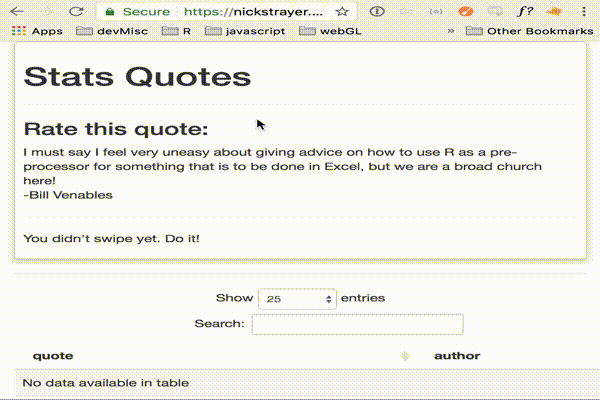 Secure https://nickstrayer....
Apps devMisc R javascript webGL » Other Bookmarks
Stats Quotes
Rate this quote:
I must say I feel very uneasy about giving advice on how to use R as a pre-
processor for something that is to be done in Excel, but we are a broad church
here!
-Bill Venables
You didn't swipe yet. Do it!
Show 25 entries
Search:
quote author
No data available in table